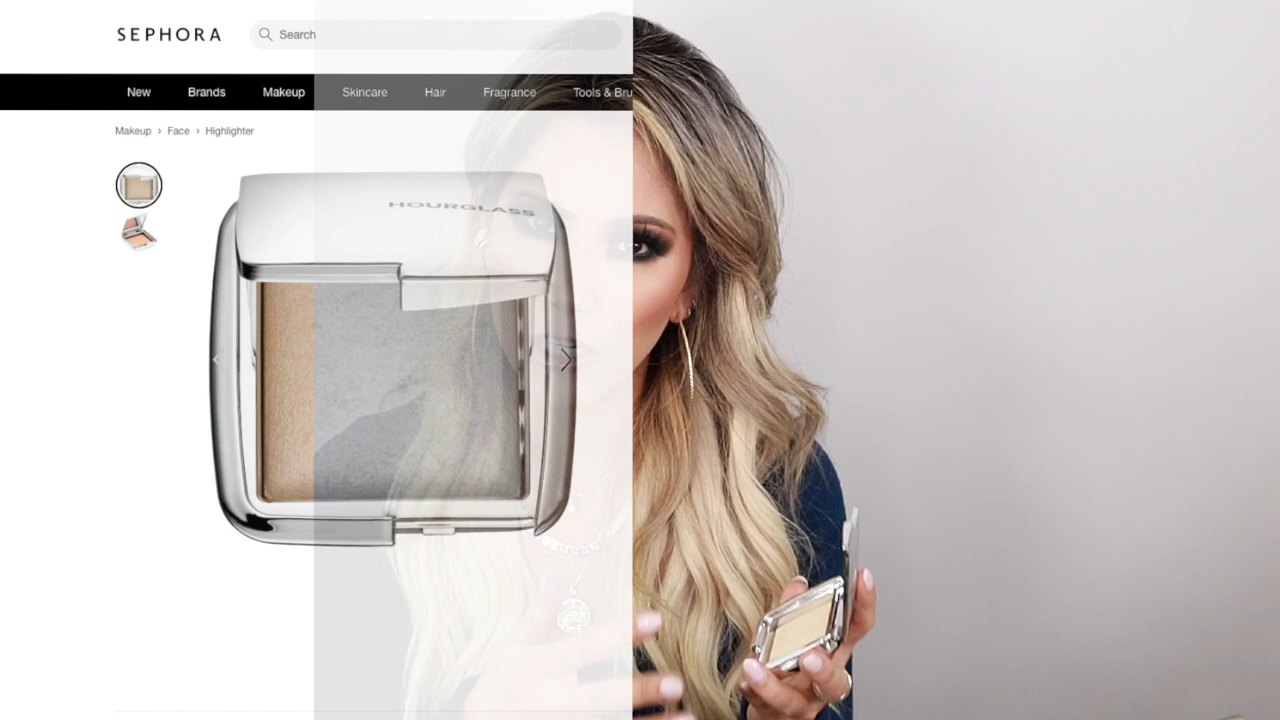 SEPHORA
Search
New Brands Makeup Skincare Hair Fragrance Tools & Bru
Makeup › Face › Highlighter
HOURGLASS